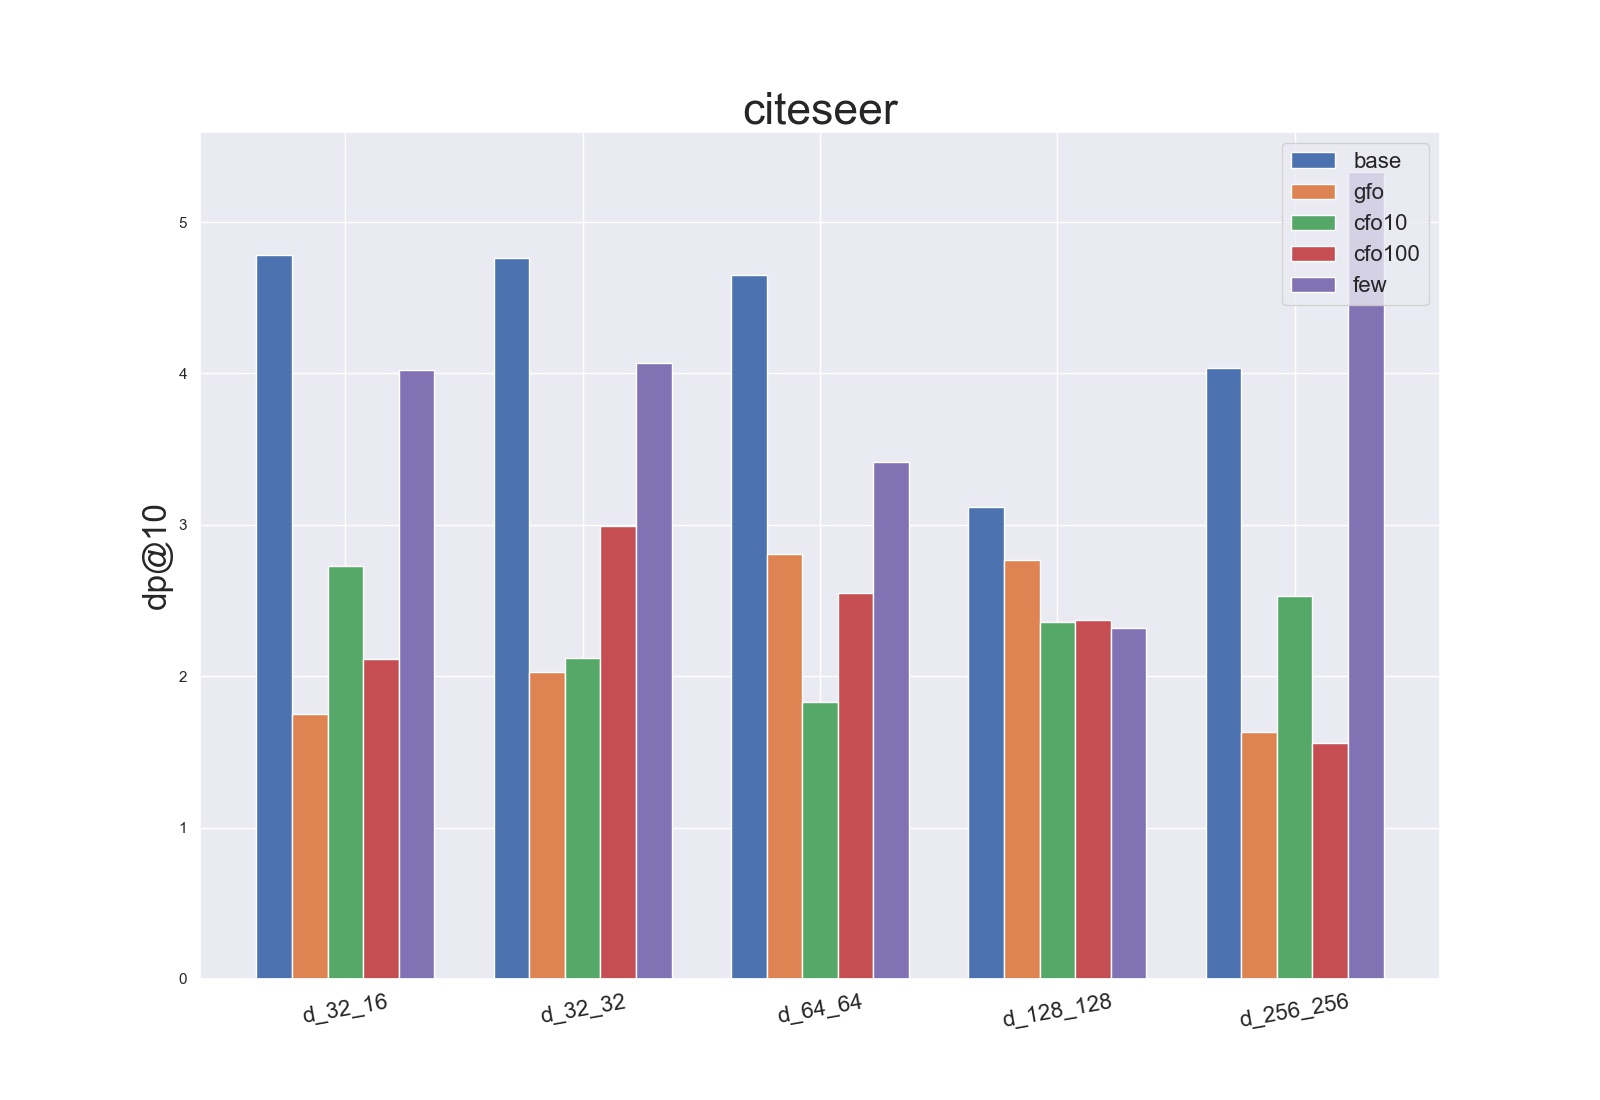 citeseer
base
gfo
cfo10
cfo100
few
dp@10
5
4
3
2
1
0
d_32_16
d_32_32
d_64_64
d_128_128
d_256_256